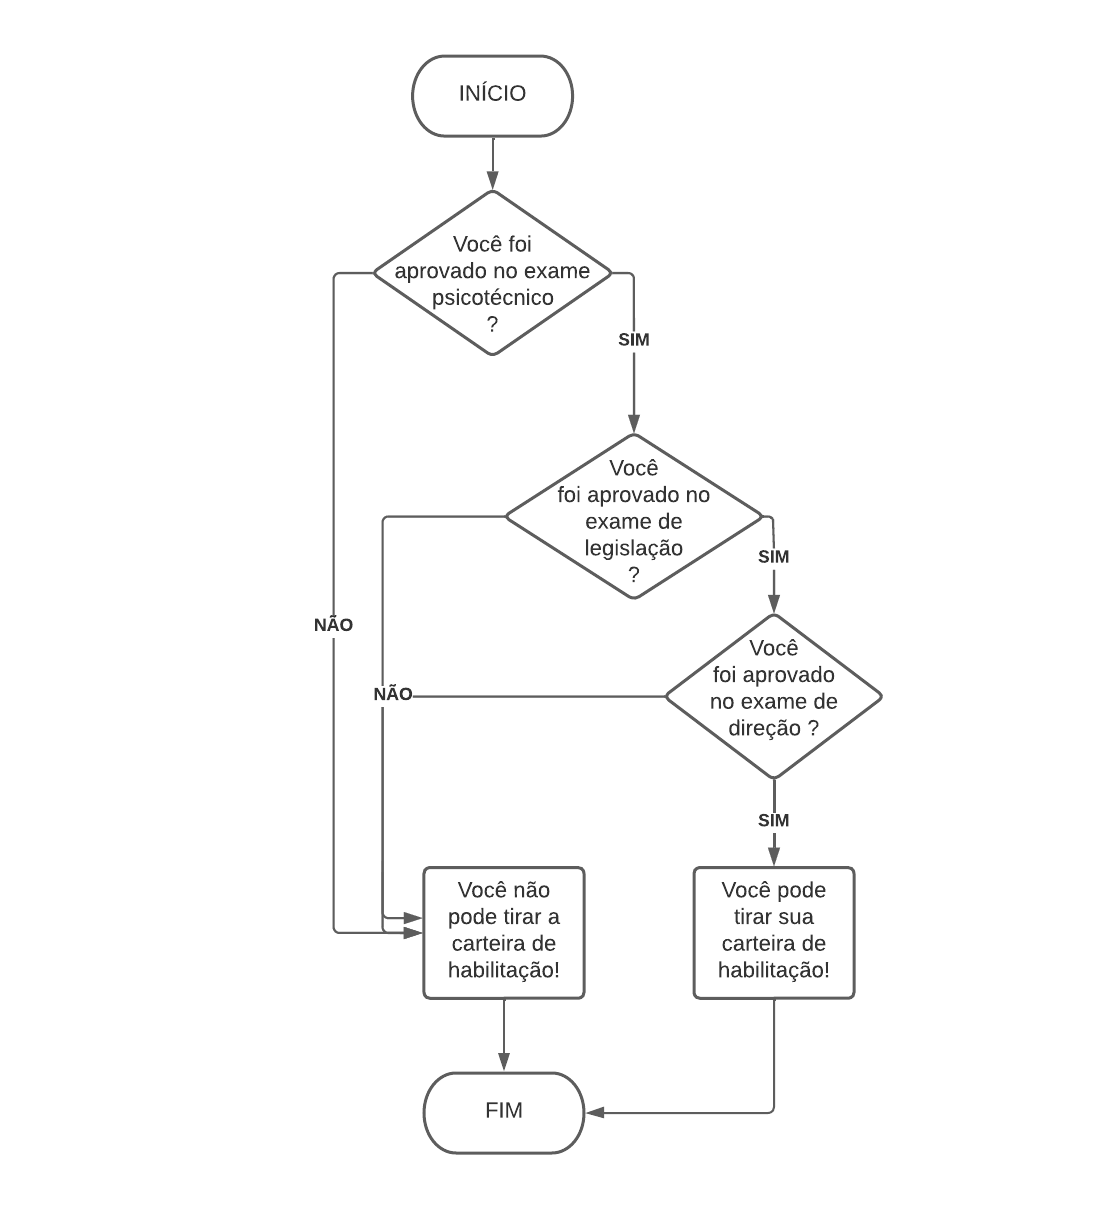 INÍCIO
Você foi
aprovado no exame
psicotécnico
?
SIM
Você
foi aprovado no
exame de
legislação
?
SIM
NÃO
Você
foi aprovado
no exame de
direção ?
NÃO
SIM
Você não
pode tirar a
carteira de
habilitação!
Você pode
tirar sua
carteira de
habilitação!
FIM